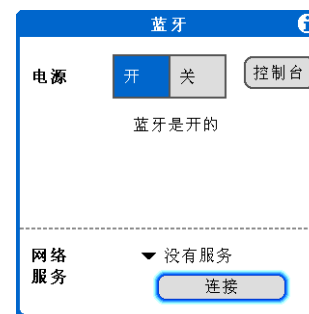 蓝牙
电源 开 关 控制台
蓝牙是开的
网络 没有服务
服务
连接